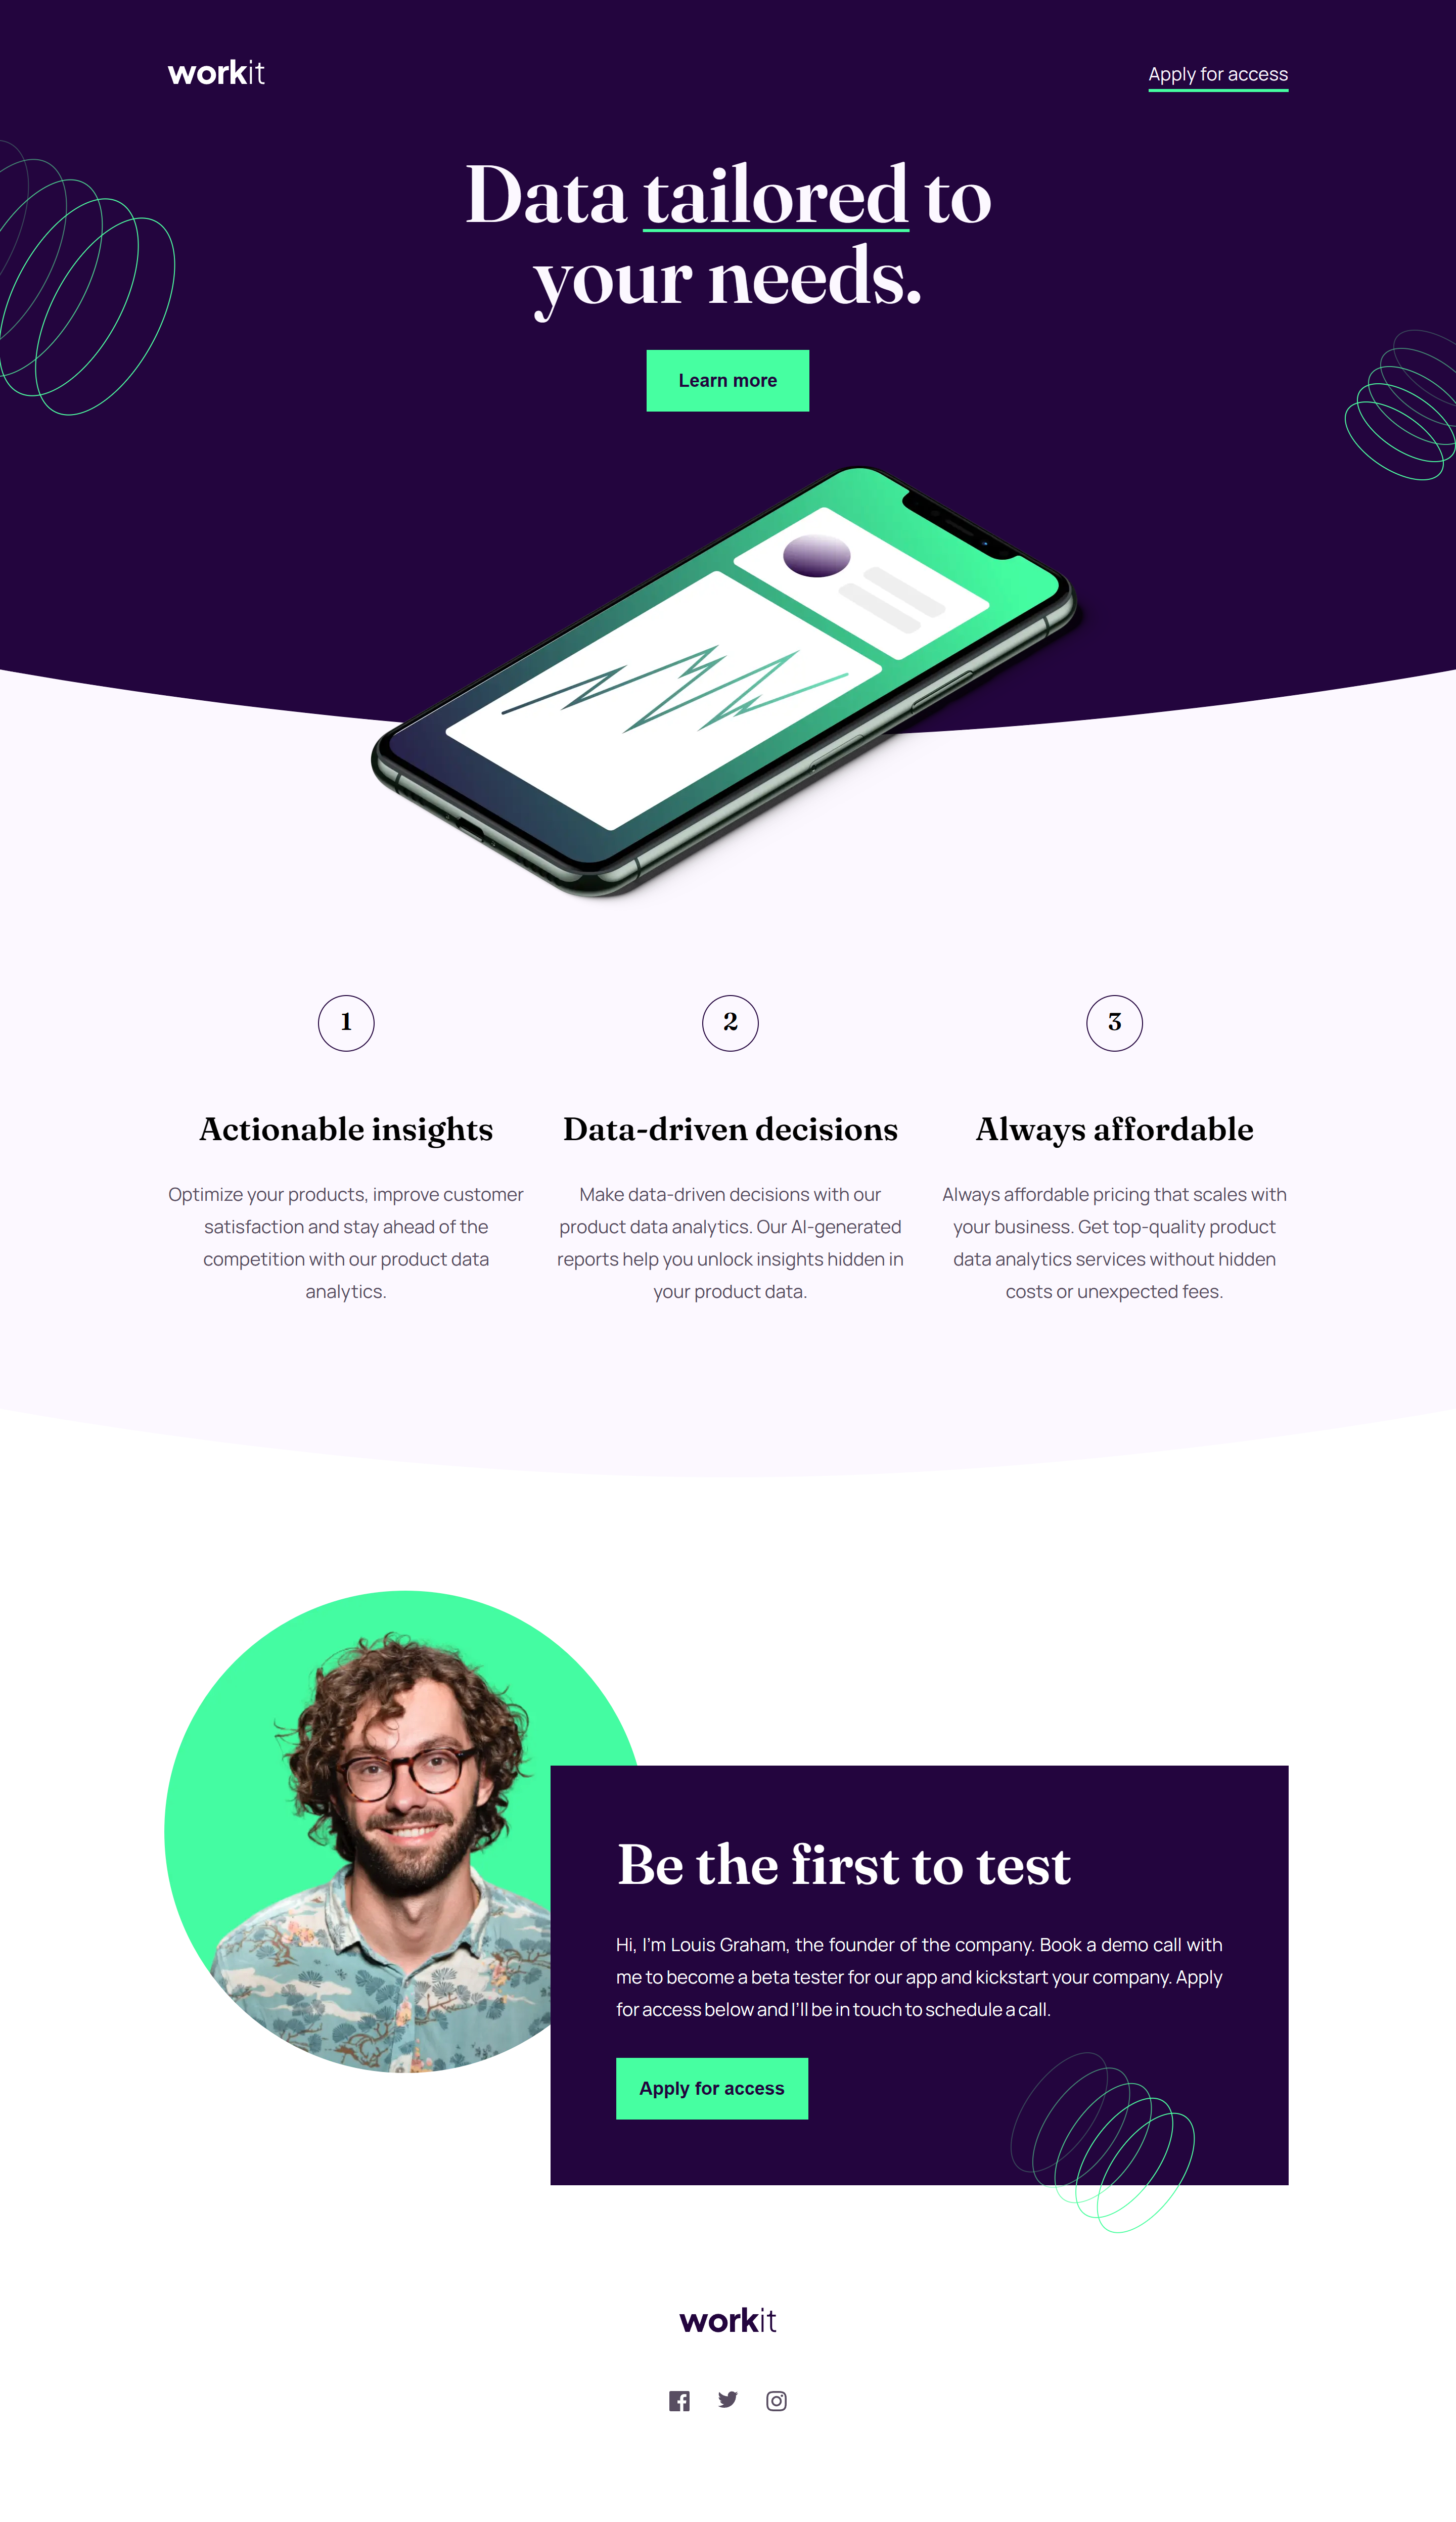 workit
Apply for access
Data tailored to
your needs.
Learn more
1
Actionable insights
Optimize your products, improve customer
satisfaction and stay ahead of the
competition with our product data
analytics.
2
Data-driven decisions
Make data-driven decisions with our
product data analytics. Our AI-generated
reports help you unlock insights hidden in
your product data.
3
Always affordable
Always affordable pricing that scales with
your business. Get top-quality product
data analytics services without hidden
costs or unexpected fees.
Be the first to test
Hi, I'm Louis Graham, the founder of the company. Book a demo call with
me to become a beta tester for our app and kickstart your company. Apply
for access below and I'll be in touch to schedule a call.
Apply for access
workit